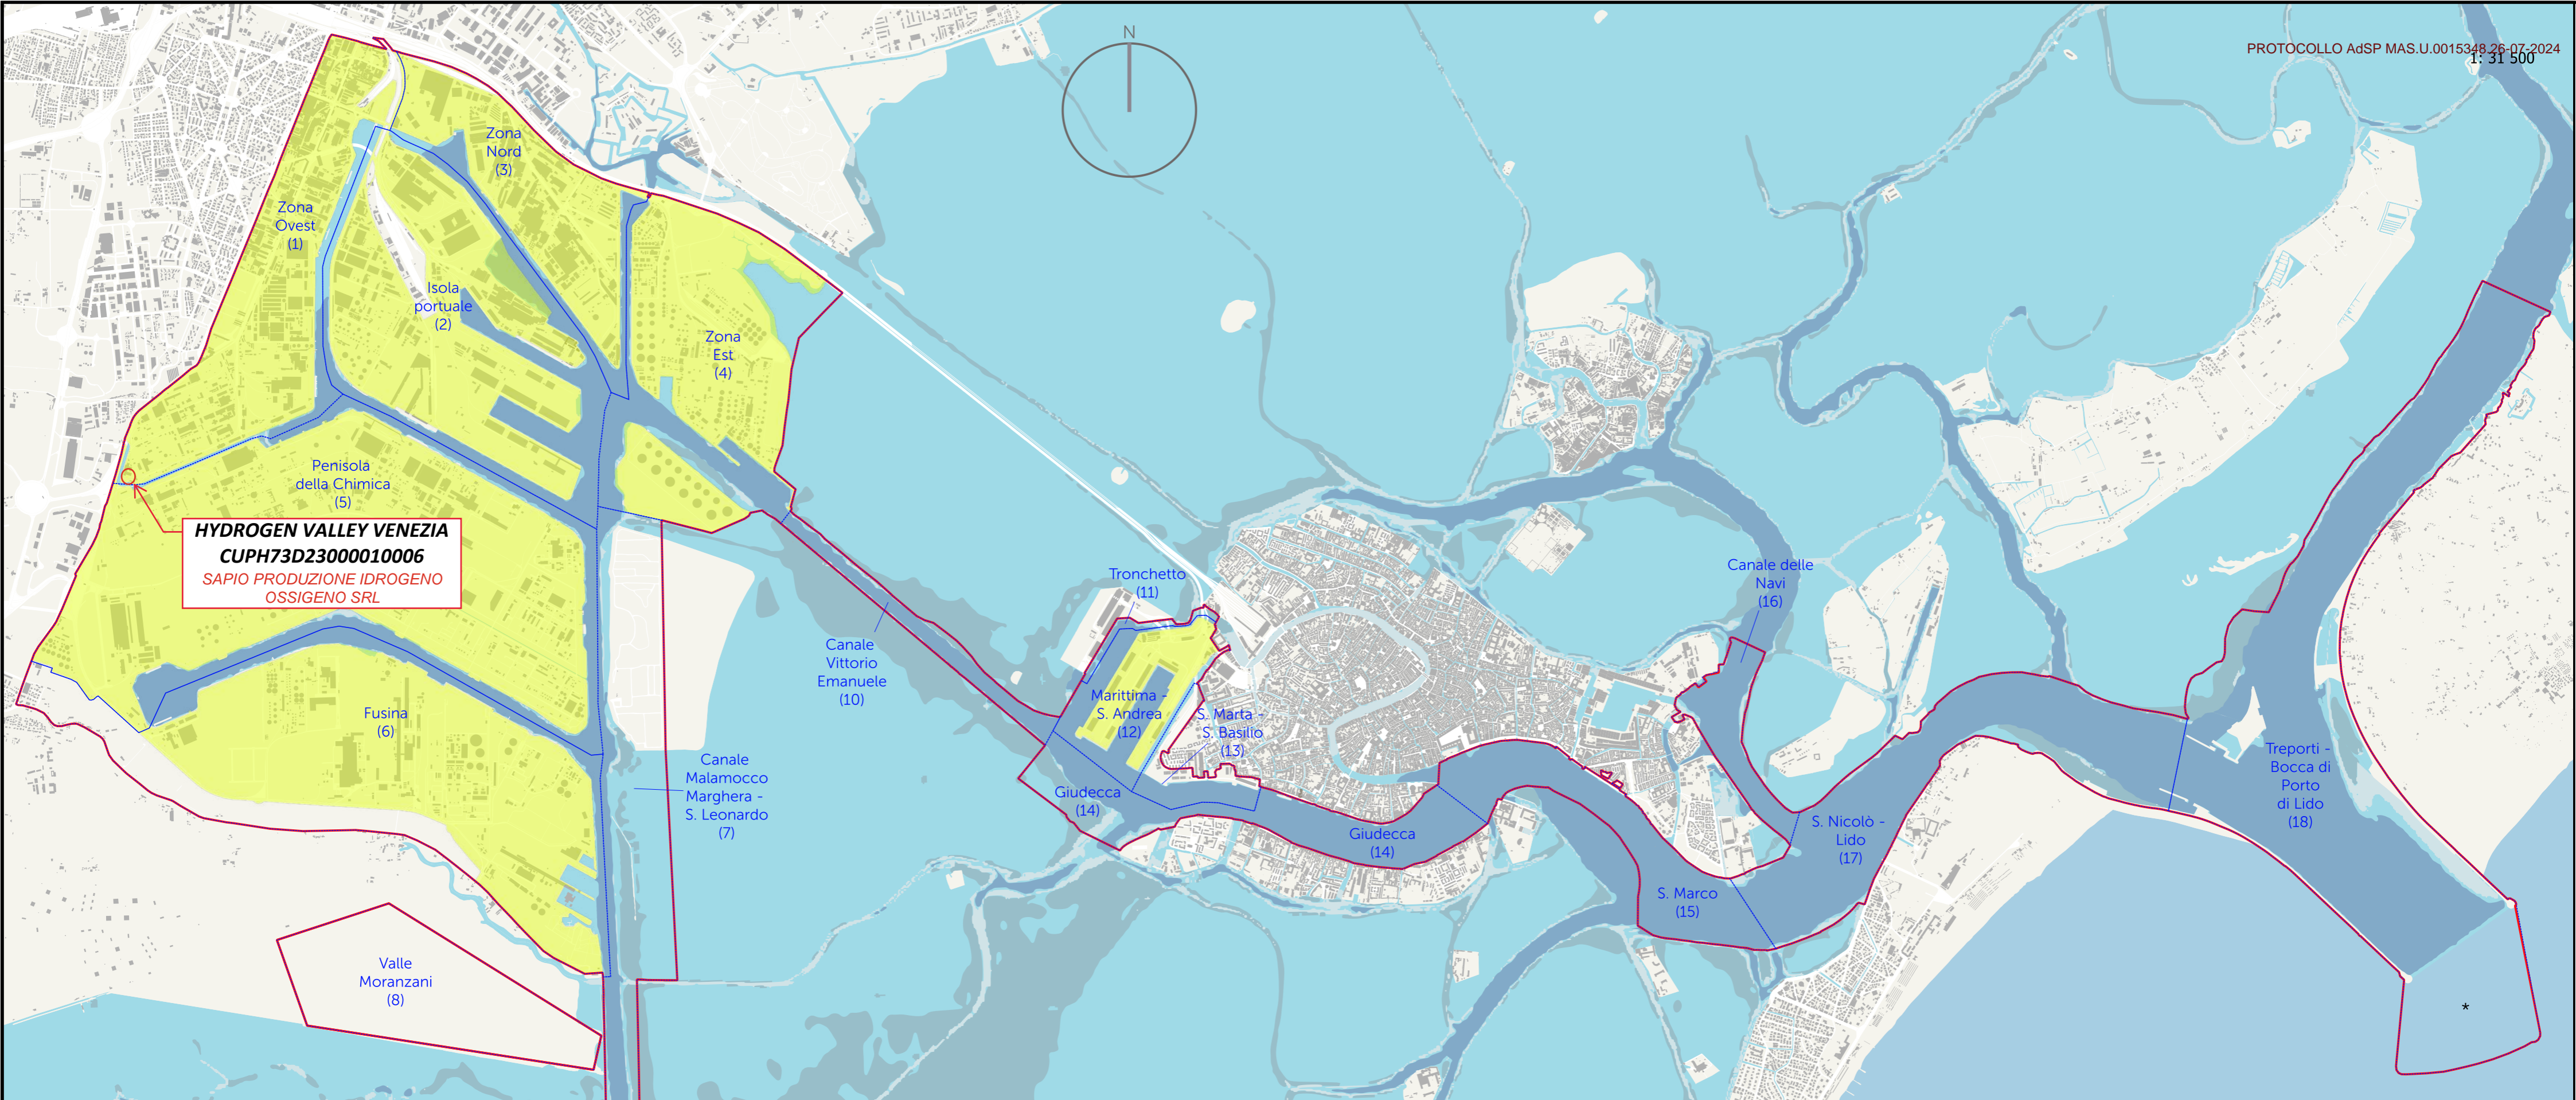 N
PROTOCOLLO AdSP MAS.U.0015348.26-07-2024
1: 31 500
Zona
Nord
(3)
Zona
Ovest
(1)
Isola
portuale
(2)
Zona
Est
(4)
Penisola
della Chimica
(5)
HYDROGEN VALLEY VENEZIA
CUPH73D23000010006
SAPIO PRODUZIONE IDROGENO
OSSIGENO SRL
Fusina
(6)
Canale
Malamocco
Marghera -
S. Leonardo
(7)
Valle
Moranzani
(8)
Canale
Vittorio
Emanuele
(10)
Tronchetto
(11)
Marittima -
S. Andrea
(12)
S. Marta -
S. Basilio
(13)
Giudecca
(14)
Giudecca
(14)
Canale delle
Navi
(16)
S. Marco
(15)
S. Nicolò -
Lido
(17)
Treporti -
Bocca di
Porto
di Lido
(18)
*